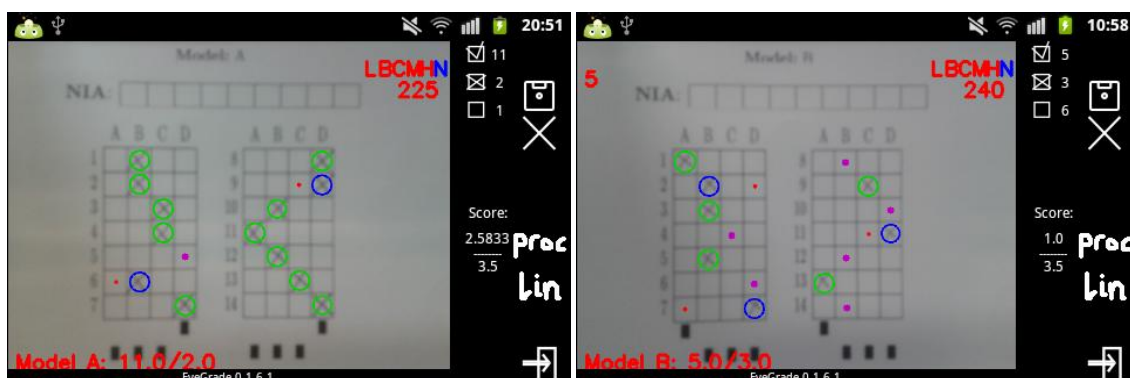 20:51
Model: A
LBCMHN
225
11
2
1
NIA:
A B C D
A B C D
1
2
3
4
5
6
7
8
9
10
11
12
13
14
Score:
2.5833
3.5
Proc
Lin
Model A: 11.0/2.0
EyeGrade 0.1.6.1
10:58
Model: B
5
LBCMHN
240
5
3
6
NIA:
A B C D
A B C D
1
2
3
4
5
6
7
8
9
10
11
12
13
14
Score:
1.0
3.5
Proc
Lin
Model B: 5.0/3.0
EyeGrade 0.1.6.1